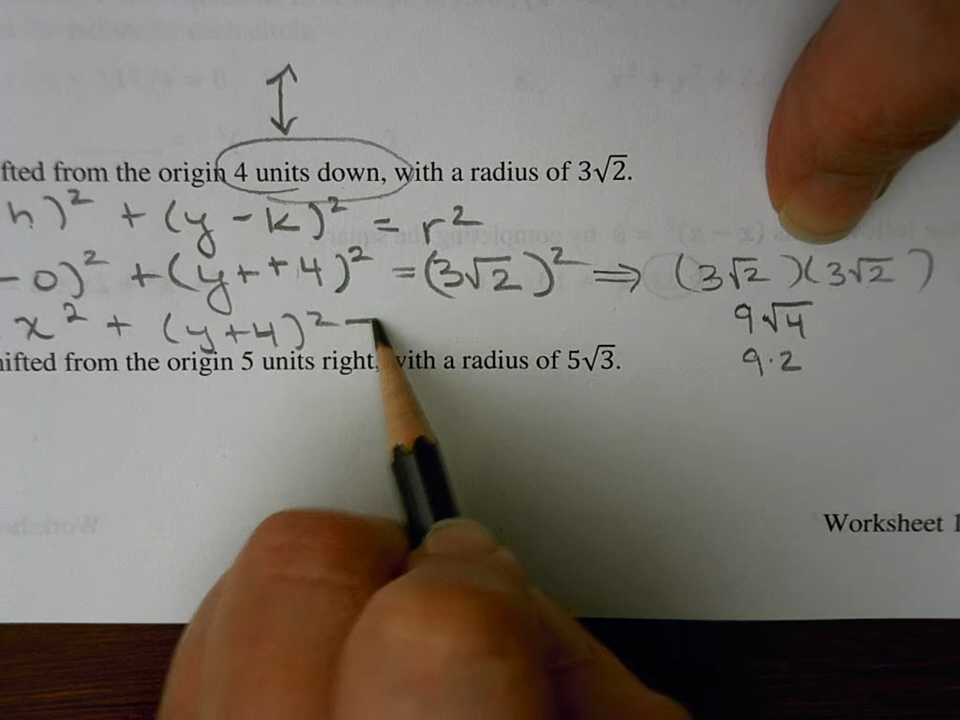 fted from the origin 4 units down, with a radius of 3√2.
h)² + (y - k)² = r²
- 0)² + (y + + 4)² = (3√2)² ⇒ (3√2)(3√2)
9√4
x² + (y+4)² -
9·2
hifted from the origin 5 units right, with a radius of 5√3.
Worksheet 1